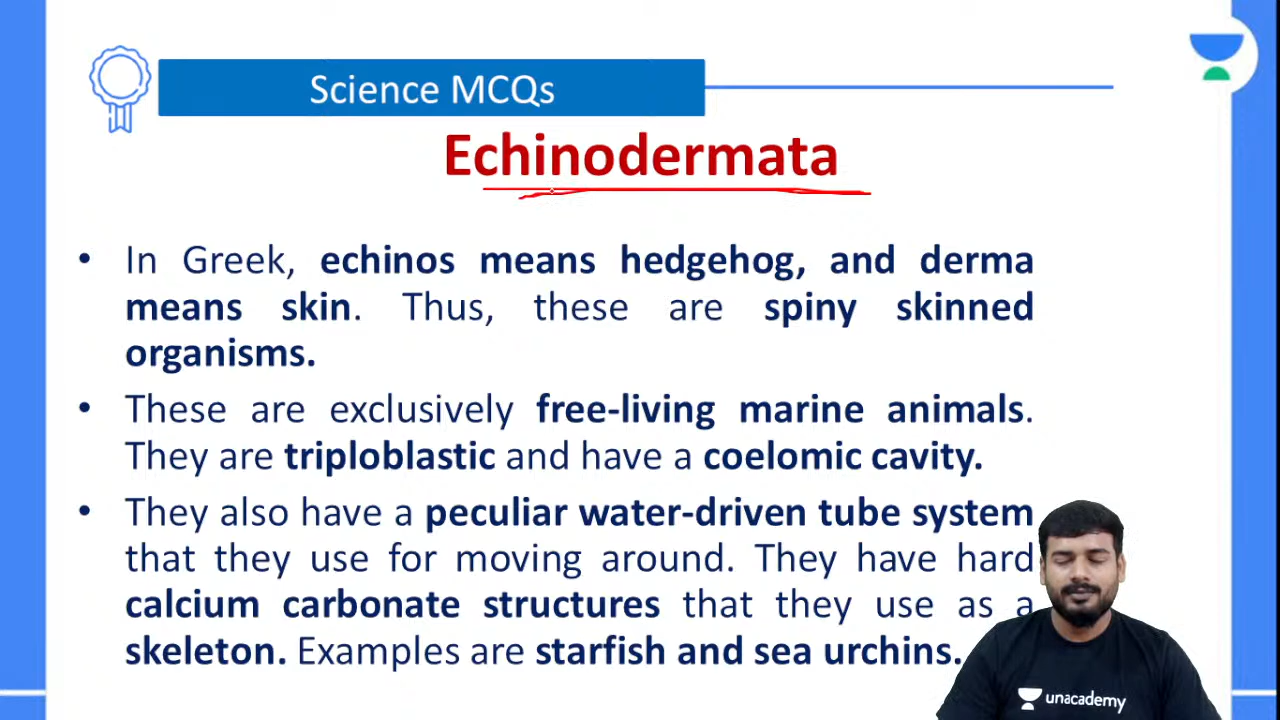 Science MCQs
Echinodermata
• In Greek, echinos means hedgehog, and derma
means skin. Thus, these are spiny skinned
organisms.
• These are exclusively free-living marine animals.
They are triploblastic and have a coelomic cavity.
• They also have a peculiar water-driven tube system
that they use for moving around. They have hard
calcium carbonate structures that they use as a
skeleton. Examples are starfish and sea urchins.
unacademy